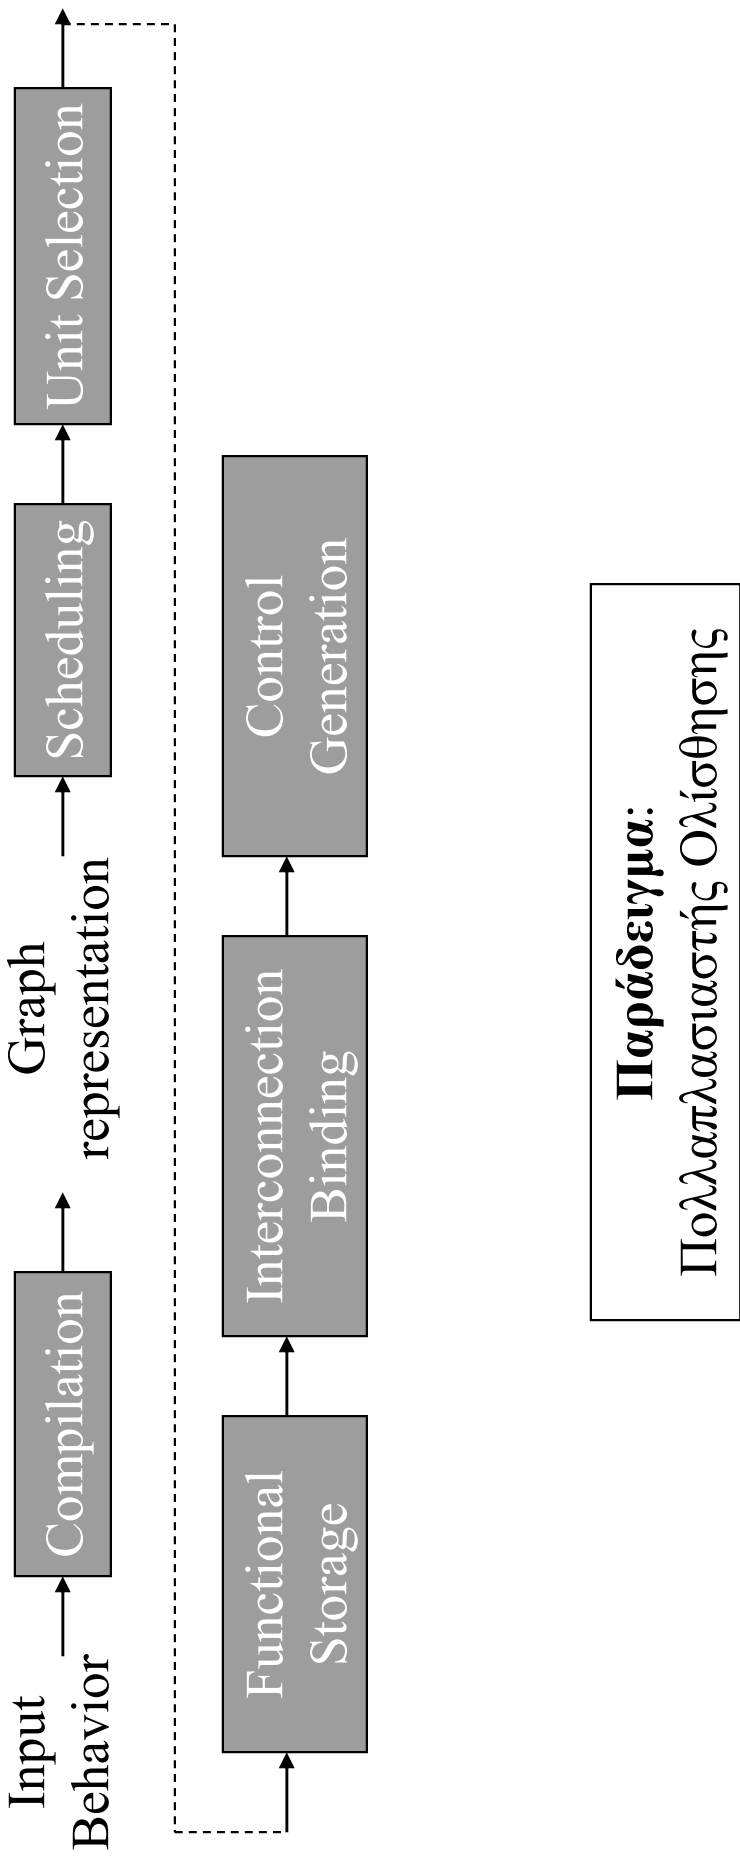 Input
Behavior
Compilation
Graph
representation
Scheduling
Unit Selection
Functional
Storage
Interconnection
Binding
Control
Generation
Παράδειγμα:
Πολλαπλασιαστής Ολίσθησης